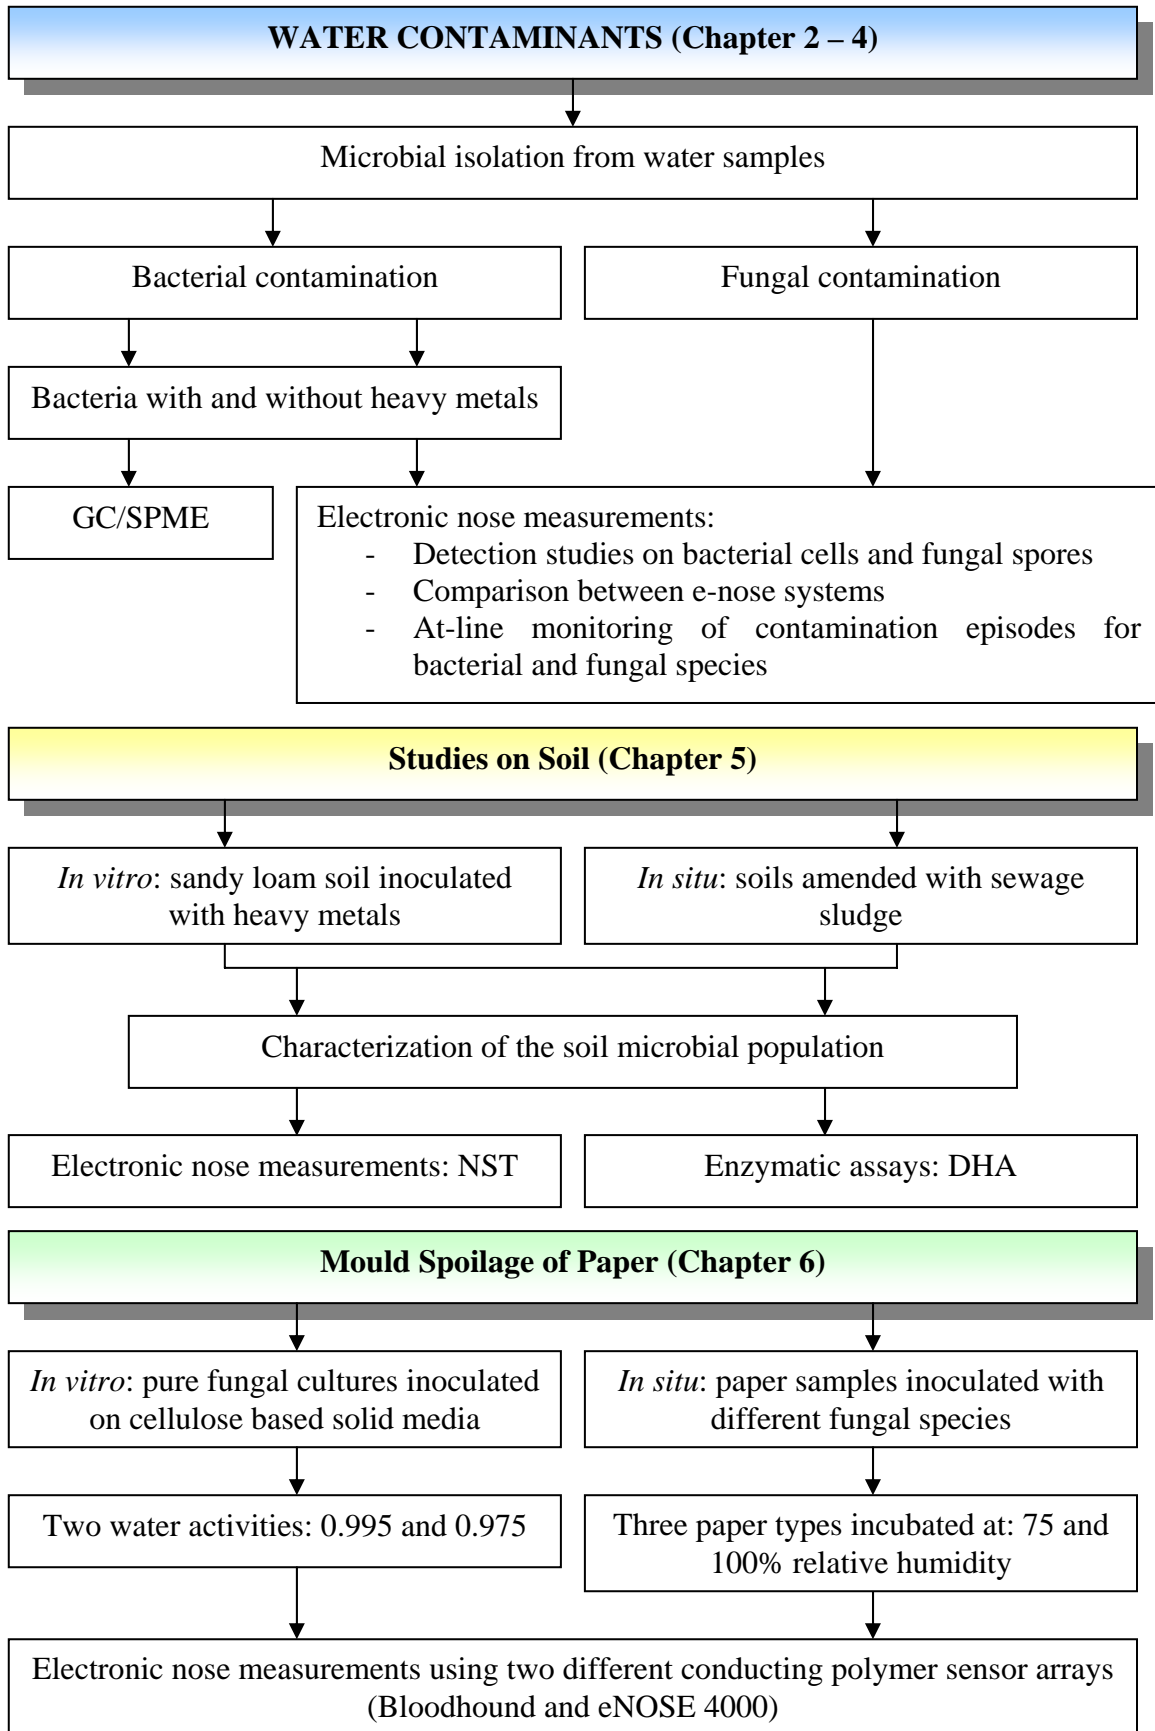 WATER CONTAMINANTS (Chapter 2 – 4)
Microbial isolation from water samples
Bacterial contamination
Fungal contamination
Bacteria with and without heavy metals
GC/SPME
Electronic nose measurements:
- Detection studies on bacterial cells and fungal spores
- Comparison between e-nose systems
- At-line monitoring of contamination episodes for
bacterial and fungal species
Studies on Soil (Chapter 5)
In vitro: sandy loam soil inoculated
with heavy metals
In situ: soils amended with sewage
sludge
Characterization of the soil microbial population
Electronic nose measurements: NST
Enzymatic assays: DHA
Mould Spoilage of Paper (Chapter 6)
In vitro: pure fungal cultures inoculated
on cellulose based solid media
In situ: paper samples inoculated with
different fungal species
Two water activities: 0.995 and 0.975
Three paper types incubated at: 75 and
100% relative humidity
Electronic nose measurements using two different conducting polymer sensor arrays
(Bloodhound and eNOSE 4000)